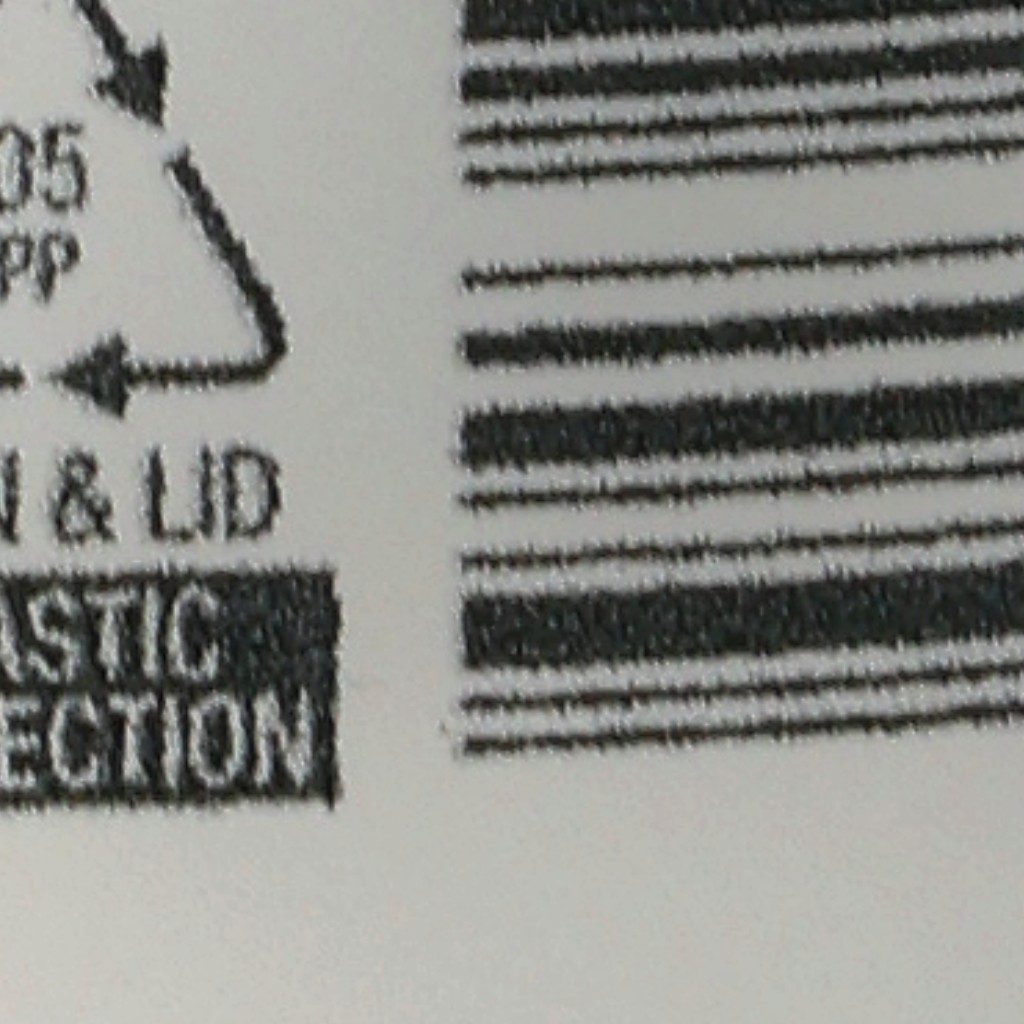 05
PP
& LID
ASTIC
ECTION